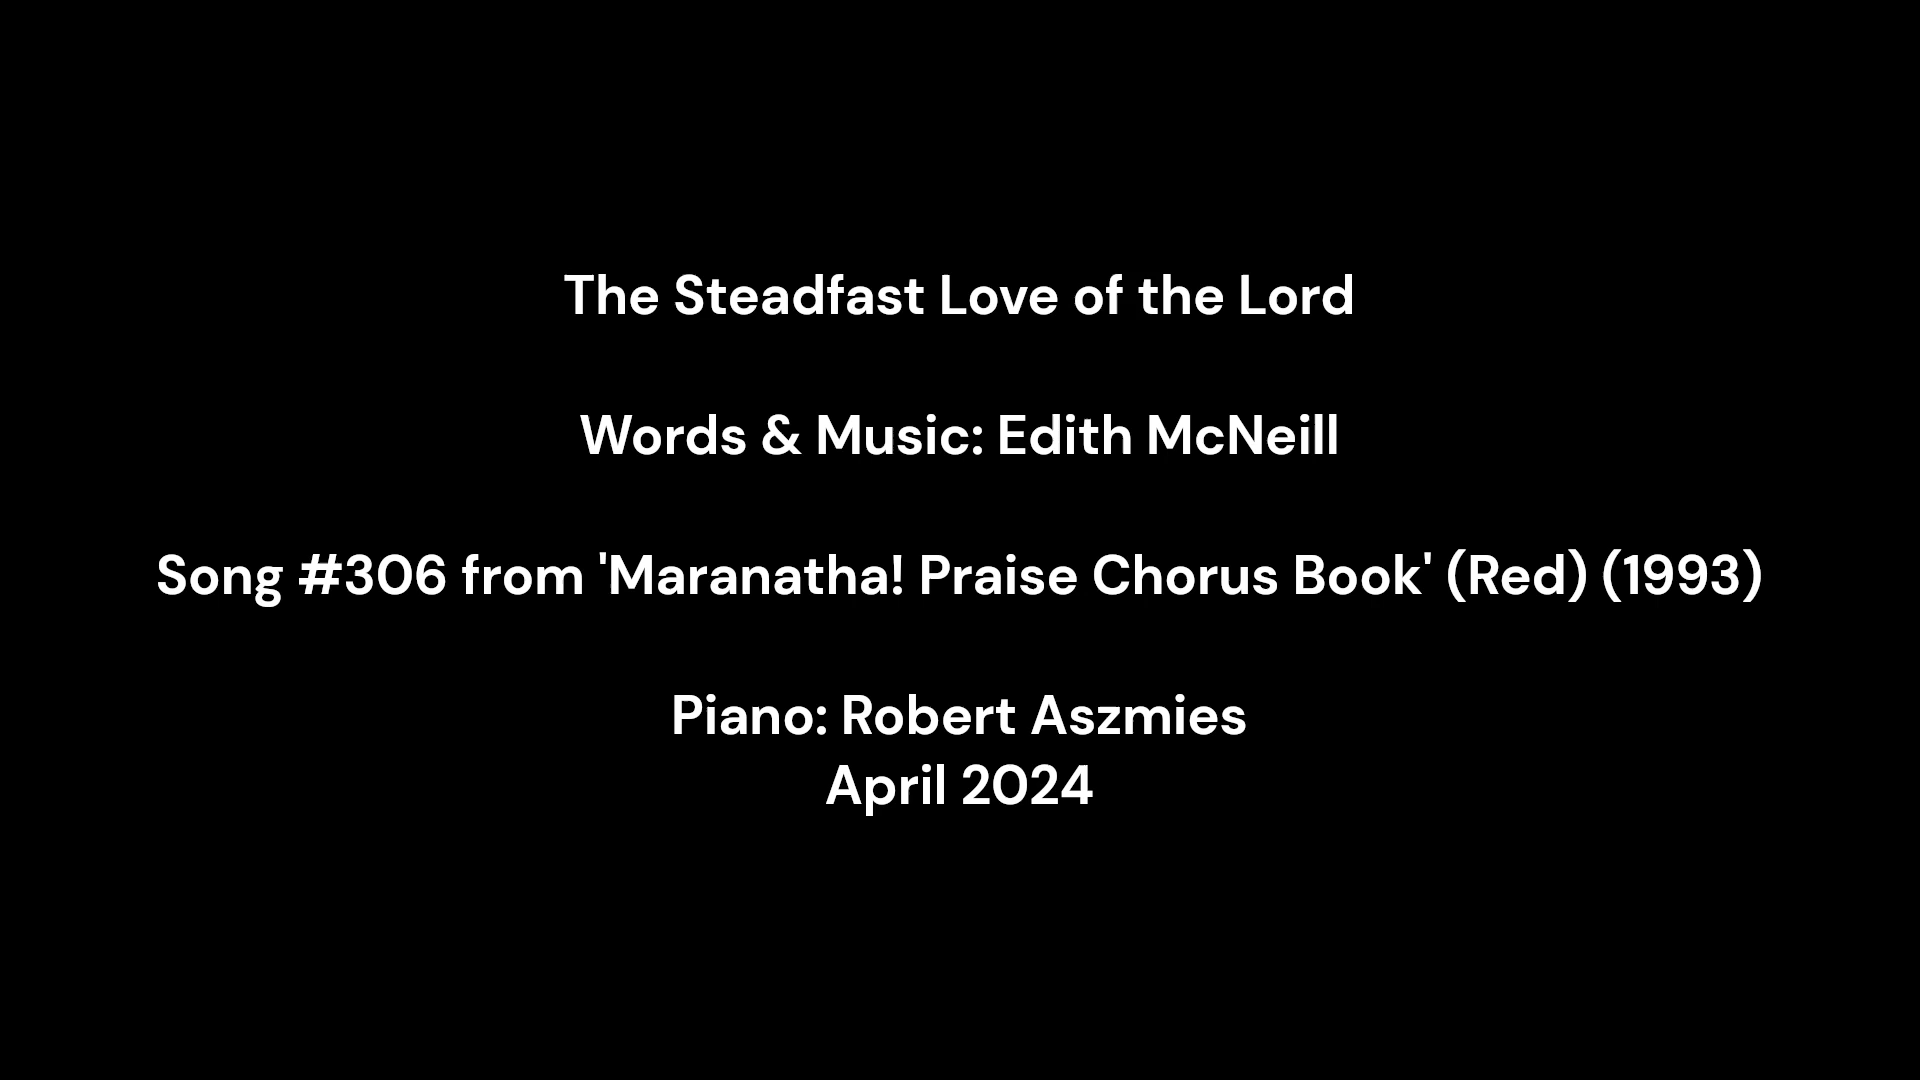 The Steadfast Love of the Lord
Words & Music: Edith McNeill
Song #306 from 'Maranatha! Praise Chorus Book' (Red) (1993)
Piano: Robert Aszmies
April 2024